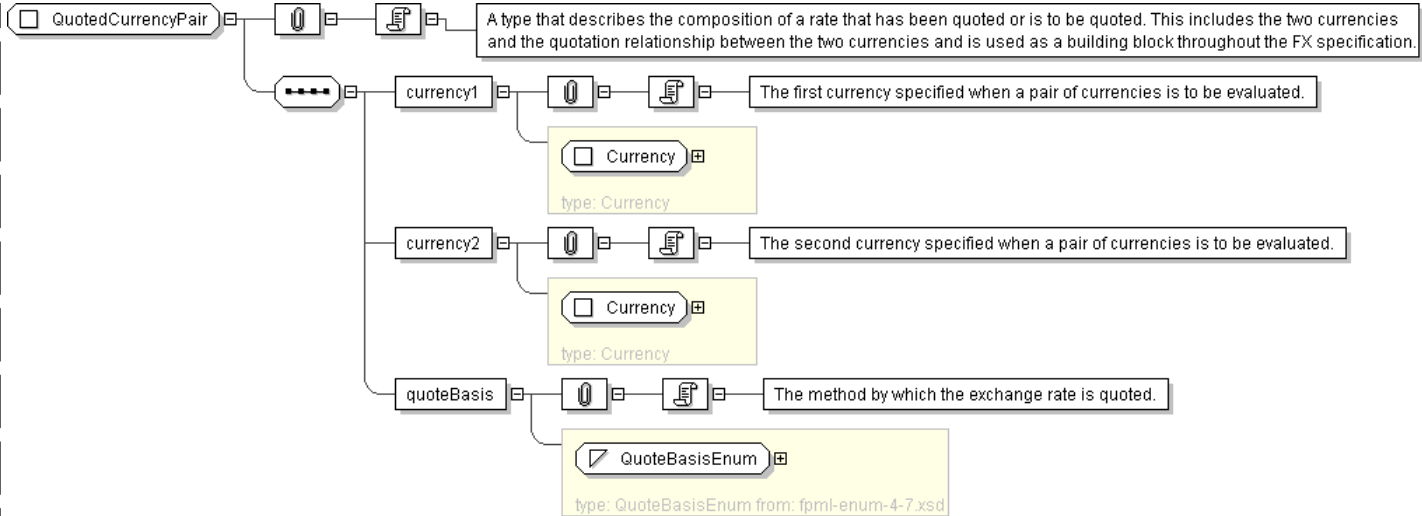 QuotedCurrencyPair
A type that describes the composition of a rate that has been quoted or is to be quoted. This includes the two currencies
and the quotation relationship between the two currencies and is used as a building block throughout the FX specification.
currency1
The first currency specified when a pair of currencies is to be evaluated.
Currency
type: Currency
currency2
The second currency specified when a pair of currencies is to be evaluated.
Currency
type: Currency
quoteBasis
The method by which the exchange rate is quoted.
QuoteBasisEnum
type: QuoteBasisEnum from: fpml-enum-4-7.xsd